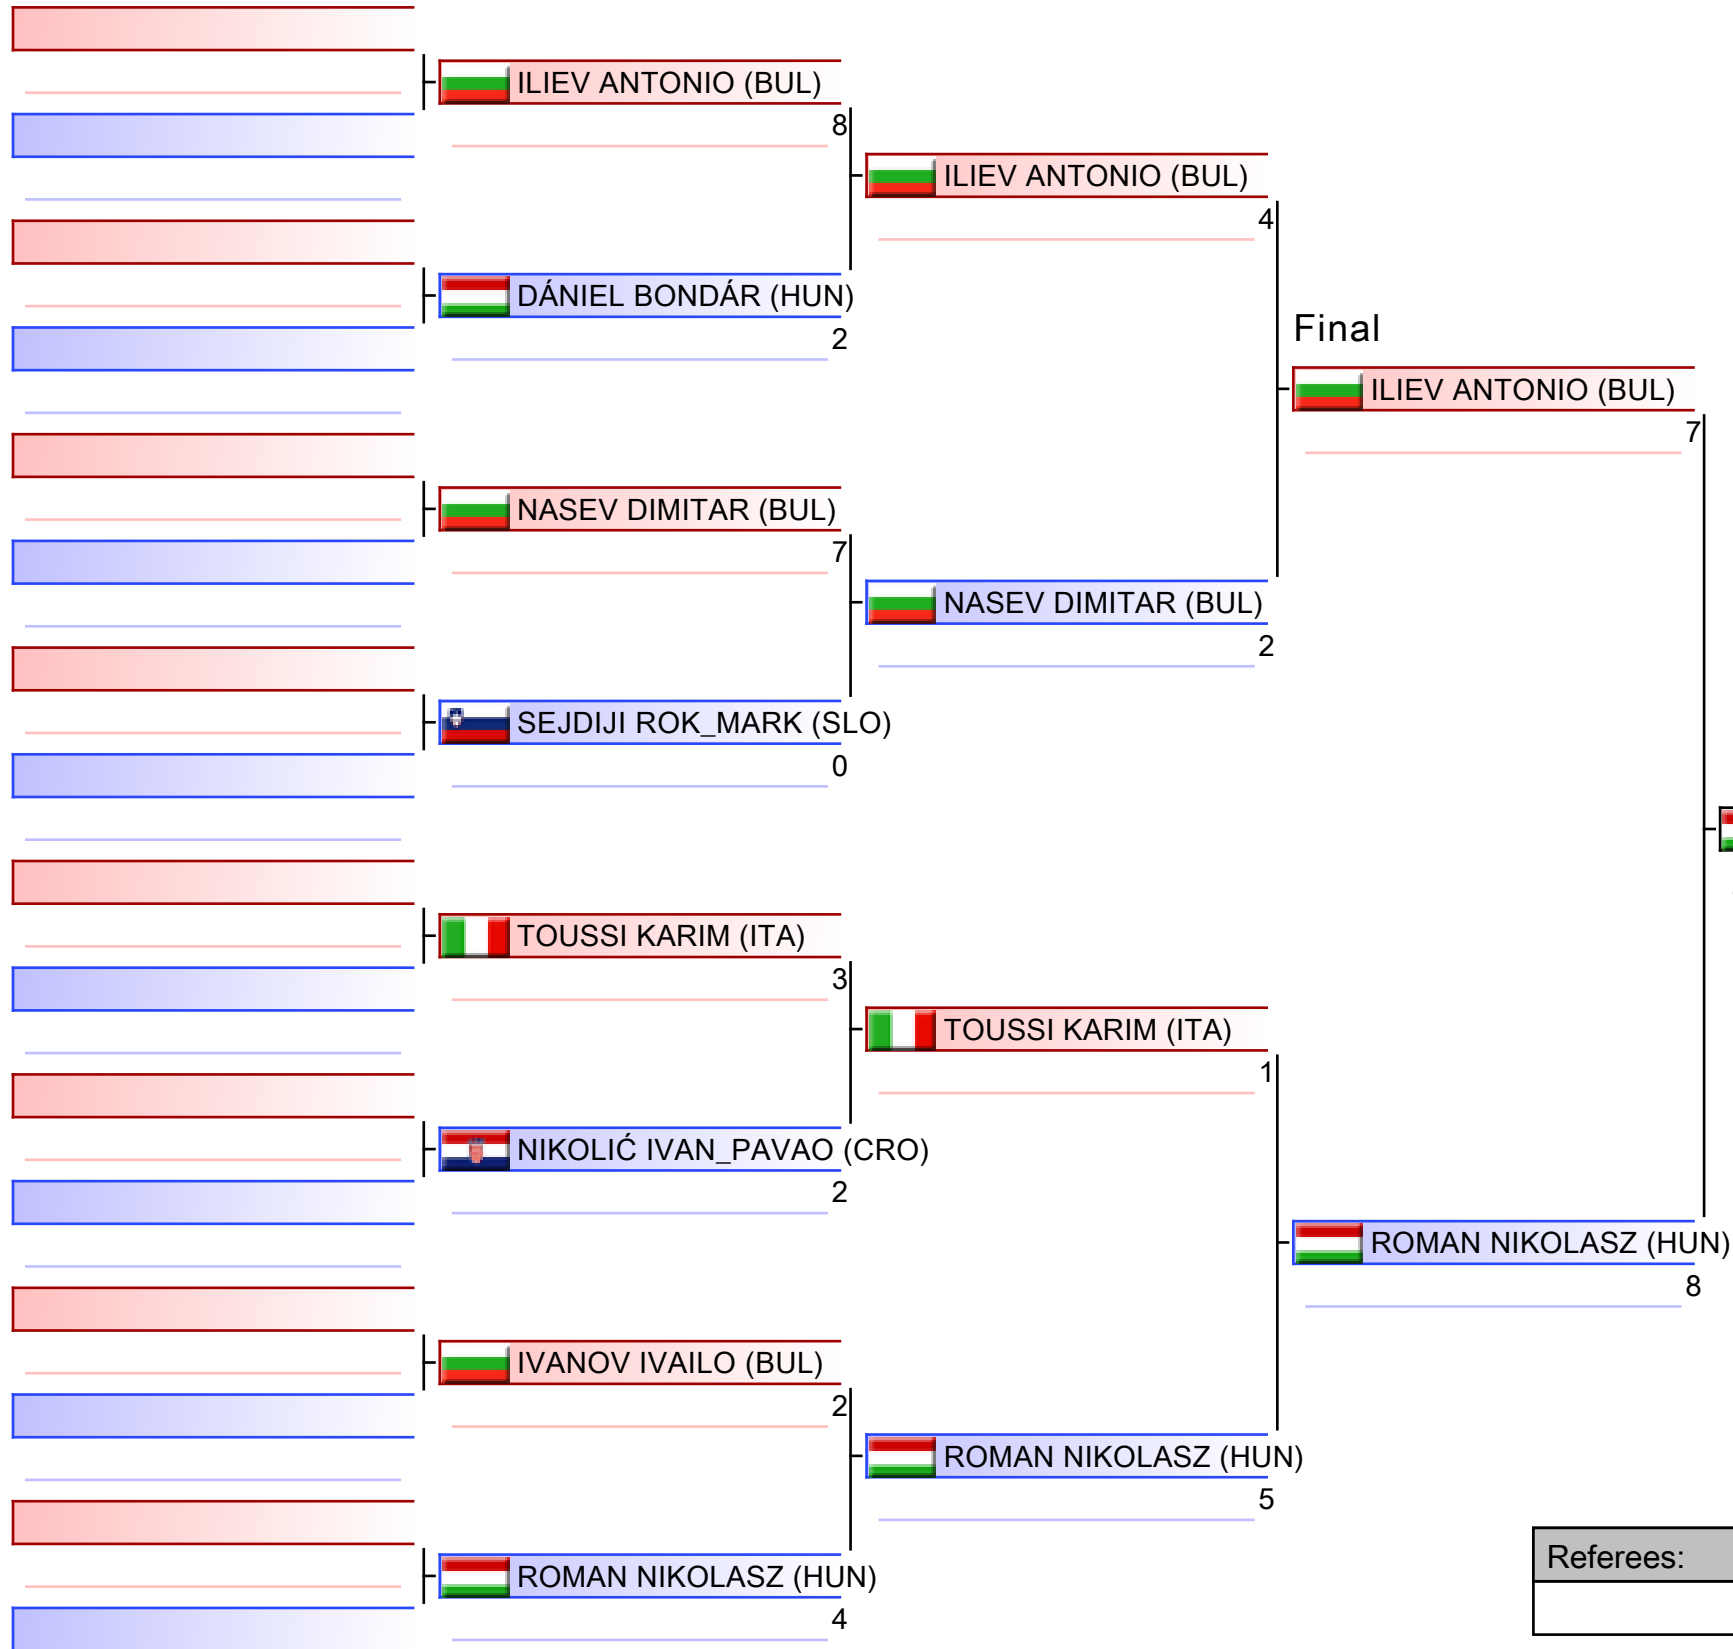 ILIEV ANTONIO (BUL)
8
DÁNIEL BONDÁR (HUN)
2
NASEV DIMITAR (BUL)
7
SEJDIJI ROK_MARK (SLO)
0
TOUSSI KARIM (ITA)
3
NIKOLIĆ IVAN_PAVAO (CRO)
2
IVANOV IVAILO (BUL)
2
ROMAN NIKOLASZ (HUN)
4
ILIEV ANTONIO (BUL)
4
NASEV DIMITAR (BUL)
2
TOUSSI KARIM (ITA)
1
ROMAN NIKOLASZ (HUN)
5
Final
ILIEV ANTONIO (BUL)
7
ROMAN NIKOLASZ (HUN)
8
Referees: